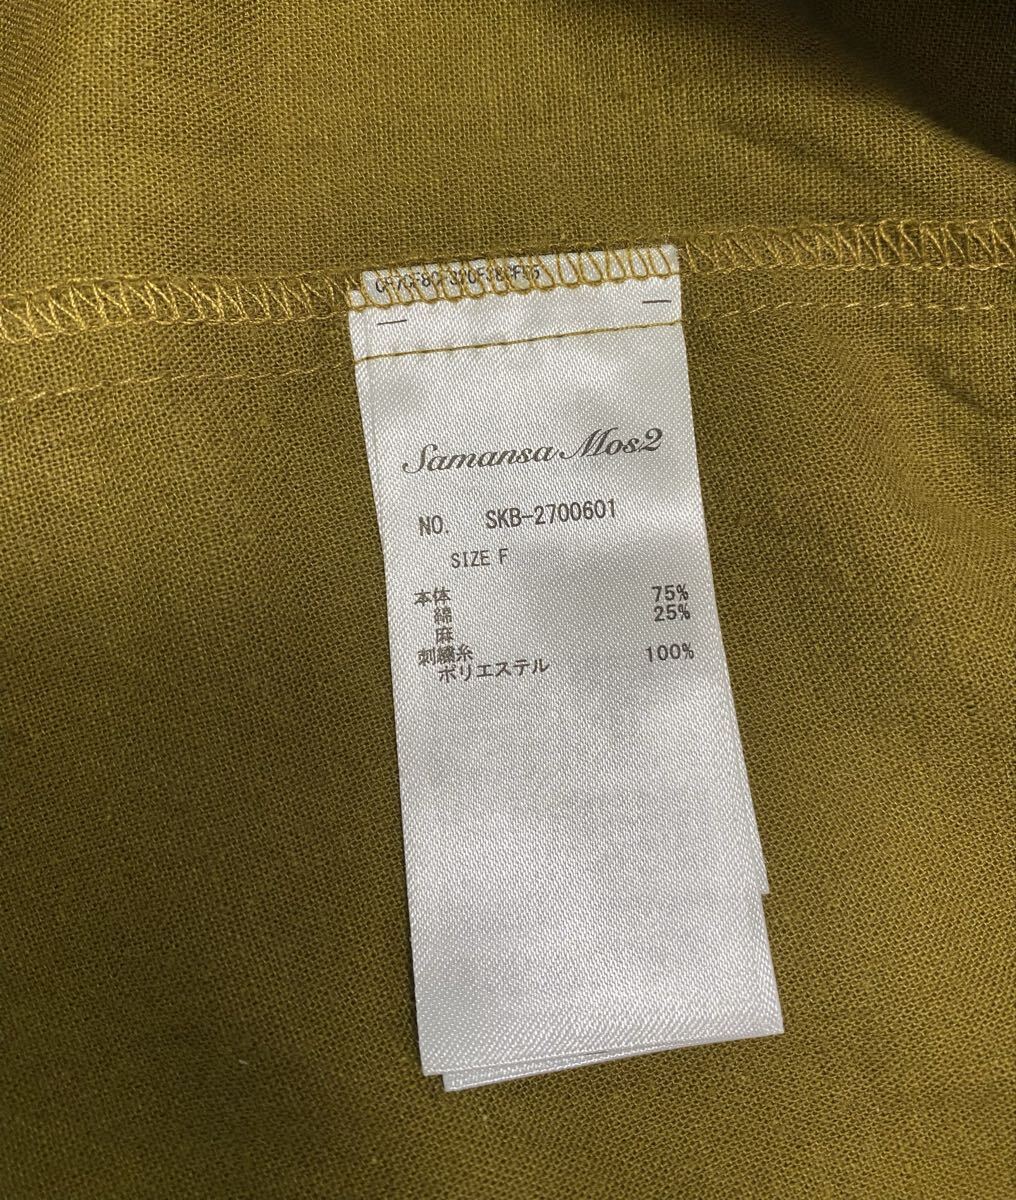 Samansa Mos2
NO. SKB-2700601
SIZE F
本体 75%
綿 25%
麻
刺繍糸 100%
ポリエステル